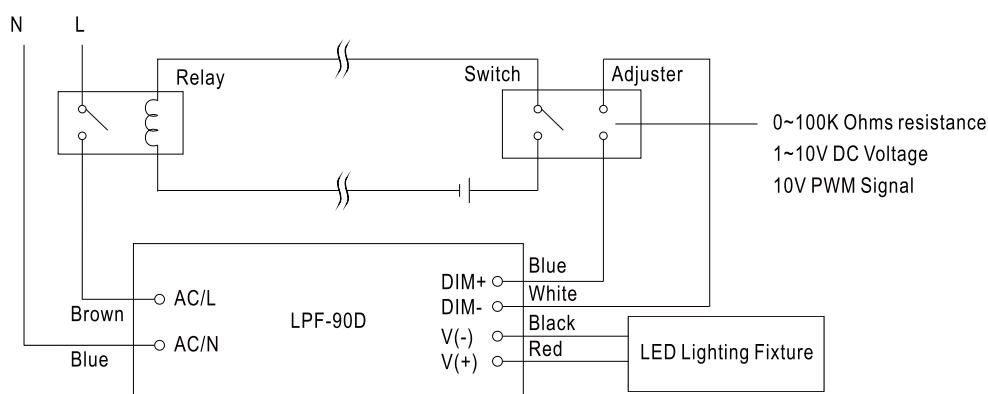 N
L
Relay
Switch
Adjuster
0~100K Ohms resistance
1~10V DC Voltage
10V PWM Signal
Brown
AC/L
Blue
AC/N
LPF-90D
DIM+
Blue
DIM-
White
V(-)
Black
V(+)
Red
LED Lighting Fixture